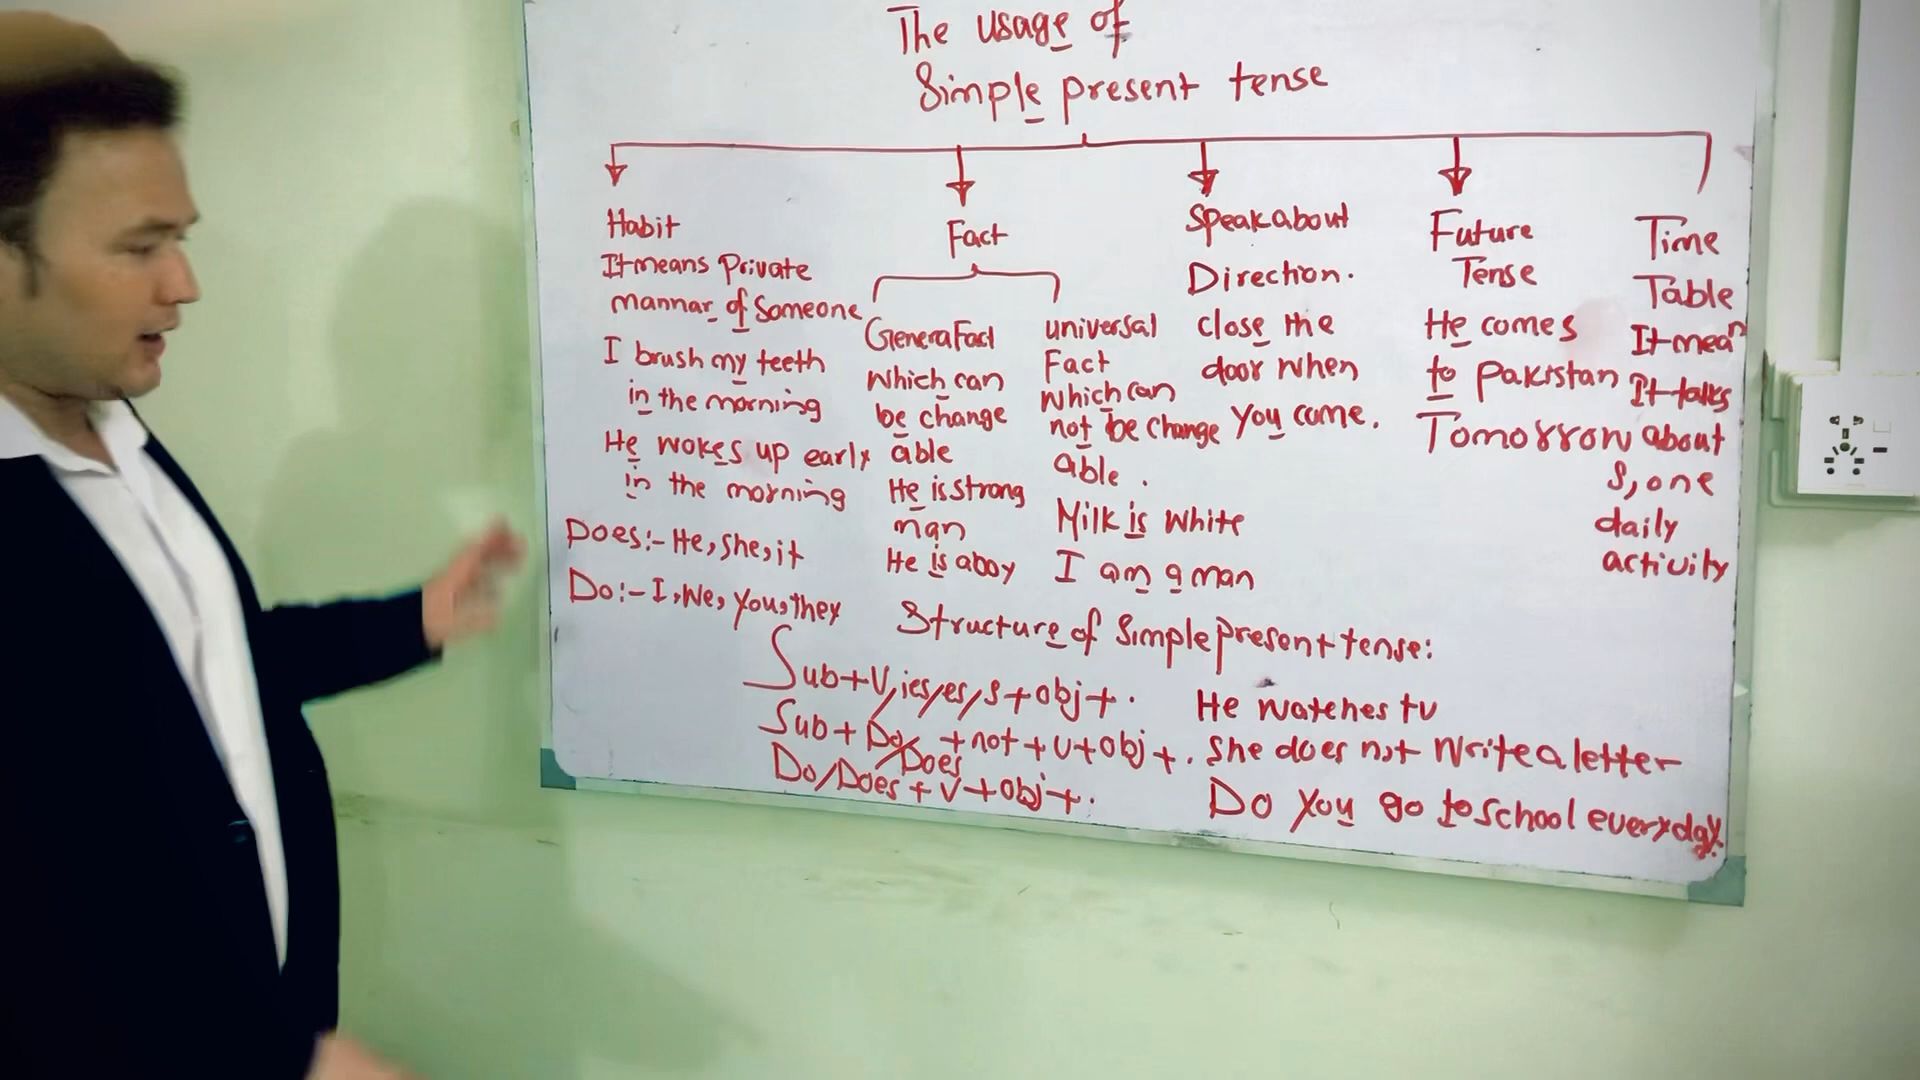 The usage of
Simple present tense
Habit
It means Private
mannar of Someone
I brush my teeth
in the morning
He wokes up early
in the morning
Does:- He, she, it
Do:- I, we, you, they
Fact
Genera Fact
which can
be change
able
He is strong
man
He is a boy
universal
Fact
which can
not be change
able.
Milk is white
I am a man
Speak about
Direction.
close the
door when
you come.
Future
Tense
He comes
to pakistan
Tomorrow
Time
Table
It mean
It talks
about
S,one
daily
activity
Structure of Simple present tense:
Sub+V, ies/es/s+obj+.
He watches tv
Sub+Do/Does+not+v+obj+.
She does not write a letter
Do/Does+V+obj+.
Do you go to school everyday